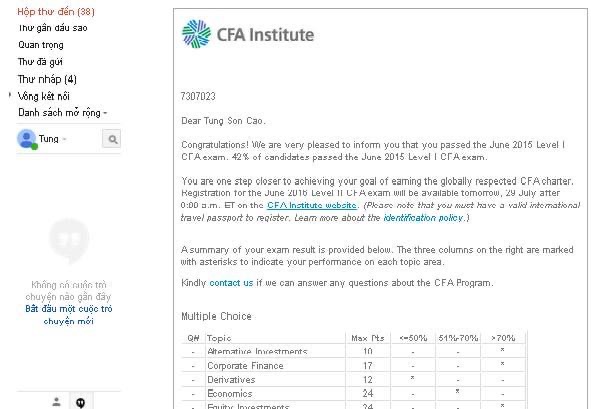 Hộp thư đến (38)
Thư gắn dấu sao
Quan trọng
Thư đã gửi
Thư nháp (4)
Vòng kết nối
Danh sách mở rộng
Tung
Không có cuộc trò
chuyện nào gần đây
Bắt đầu một cuộc trò
chuyện mới
CFA Institute
7307023
Dear Tung Son Cao,
Congratulations! We are very pleased to inform you that you passed the June 2015 Level I
CFA exam. 42% of candidates passed the June 2015 Level I CFA exam.
You are one step closer to achieving your goal of earning the globally respected CFA charter.
Registration for the June 2016 Level II CFA exam will be available tomorrow, 29 July after
9:00 a.m. ET on the CFA Institute website. (Please note that you must have a valid international
travel passport to register. Learn more about the identification policy.)
A summary of your exam result is provided below. The three columns on the right are marked
with asterisks to indicate your performance on each topic area.
Kindly contact us if we can answer any questions about the CFA Program.
Multiple Choice
Q# Topic Max Pts <=50% 51%-70% >70%
- Alternative Investments 10 - - *
- Corporate Finance 17 - - *
- Derivatives 12 * - -
- Economics 24 - * -
- Equity Investments 24 - - *